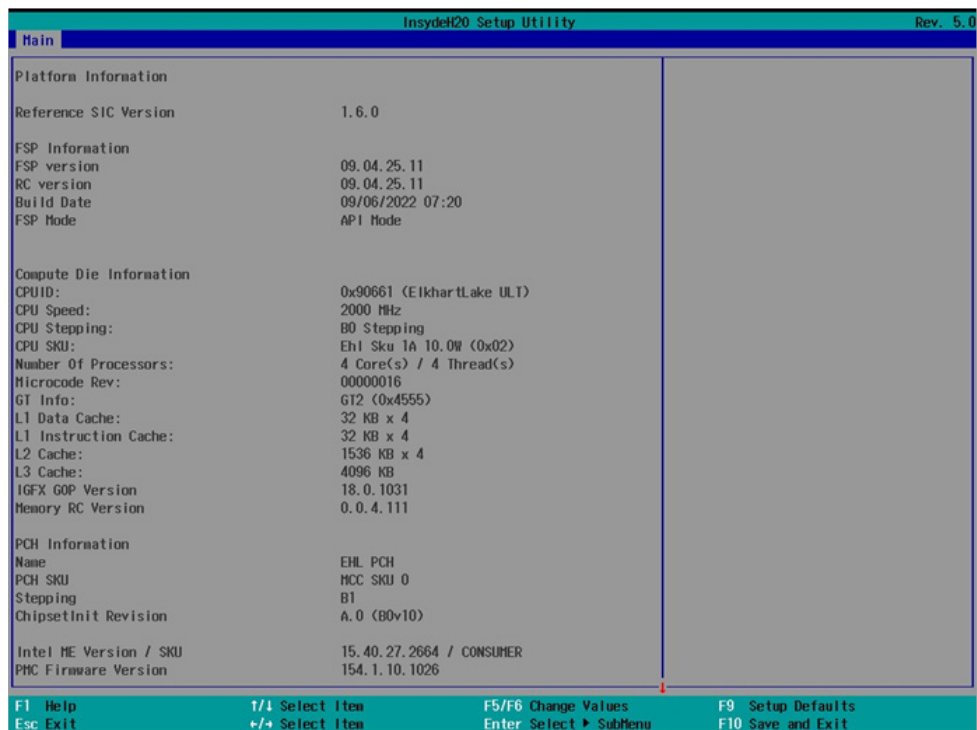 InsydeH20 Setup Utility Rev. 5.0
Main
Platform Information
Reference SIC Version 1.6.0
FSP Information
FSP version 09.04.25.11
RC version 09.04.25.11
Build Date 09/06/2022 07:20
FSP Mode API Mode
Compute Die Information
CPUID: 0x90661 (ElkhartLake ULT)
CPU Speed: 2000 MHz
CPU Stepping: B0 Stepping
CPU SKU: Ehl Sku 1A 10.0W (0x02)
Number Of Processors: 4 Core(s) / 4 Thread(s)
Microcode Rev: 00000016
GT Info: GT2 (0x4555)
L1 Data Cache: 32 KB x 4
L1 Instruction Cache: 32 KB x 4
L2 Cache: 1536 KB x 4
L3 Cache: 4096 KB
IGFX GOP Version 18.0.1031
Memory RC Version 0.0.4.111
PCH Information
Name EHL PCH
PCH SKU MCC SKU 0
Stepping B1
ChipsetInit Revision A.0 (B0v10)
Intel ME Version / SKU 15.40.27.2664 / CONSUMER
PMC Firmware Version 154.1.10.1026
F1 Help ↑/↓ Select Item F5/F6 Change Values F9 Setup Defaults
Esc Exit ←/→ Select Item Enter Select ▶ SubMenu F10 Save and Exit